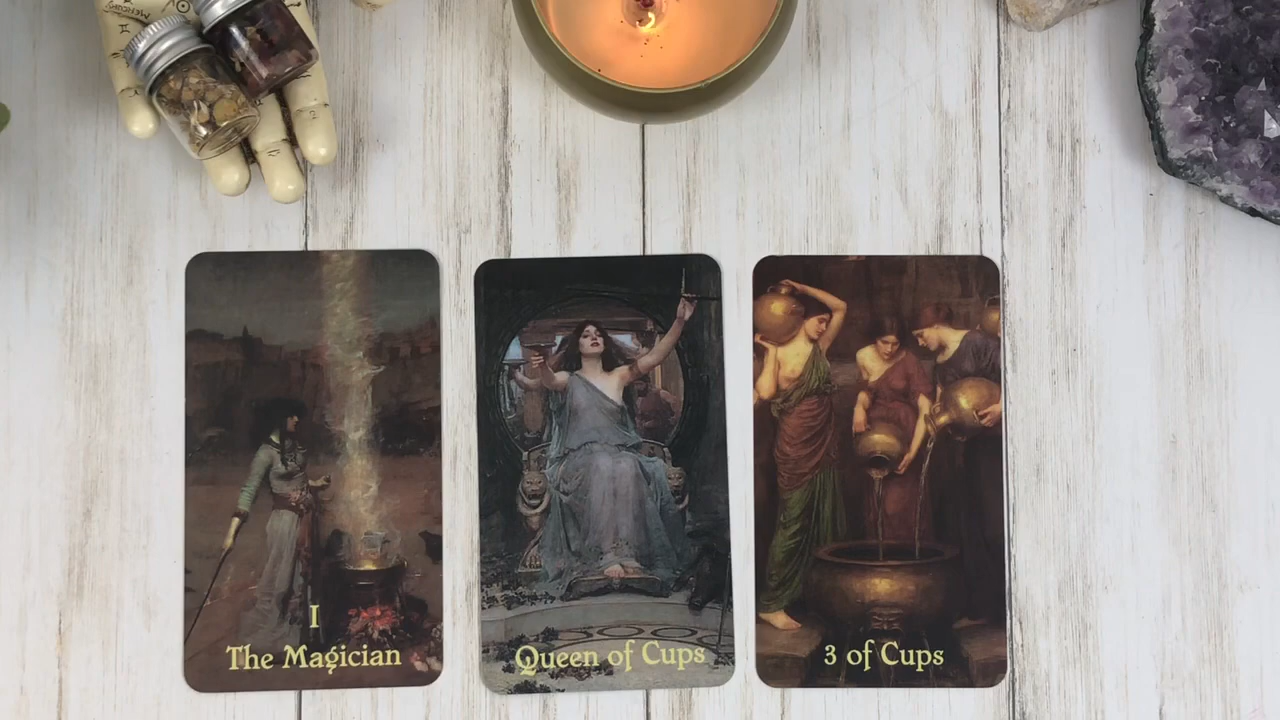 I
The Magician
Queen of Cups
3 of Cups